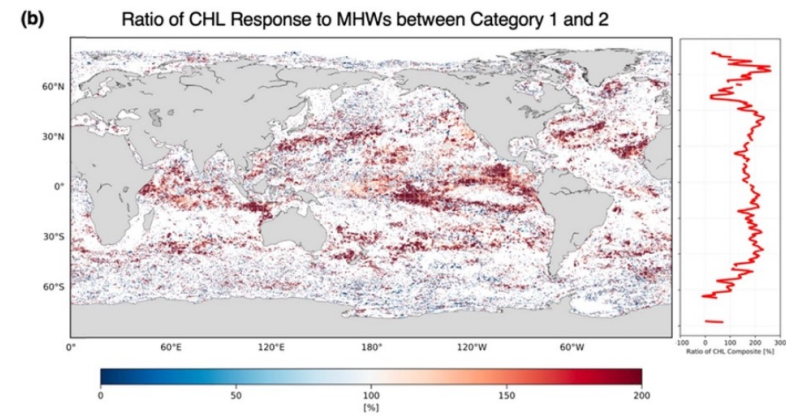 (b) Ratio of CHL Response to MHWs between Category 1 and 2
60°N
30°N
0°
30°S
60°S
0° 60°E 120°E 180° 120°W 60°W
-100 0 100 200 300
Ratio of CHL Composite [%]
0 50 100 150 200
[%]